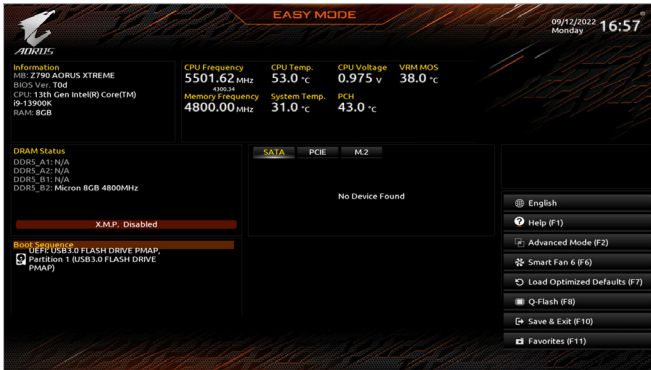 EASY MODE
09/12/2022
Monday
16:57
AORUS
Information
MB: Z790 AORUS XTREME
BIOS Ver. T0d
CPU: 13th Gen Intel(R) Core(TM)
i9-13900K
RAM: 8GB
CPU Frequency
5501.62 MHz
4300.34
CPU Temp.
53.0 °C
CPU Voltage
0.975 V
VRM MOS
38.0 °C
Memory Frequency
4800.00 MHz
System Temp.
31.0 °C
PCH
43.0 °C
DRAM Status
DDR5_A1: N/A
DDR5_A2: N/A
DDR5_B1: N/A
DDR5_B2: Micron 8GB 4800MHz
X.M.P. Disabled
SATA PCIE M.2
No Device Found
Boot Sequence
UEFI: USB3.0 FLASH DRIVE PMAP,
Partition 1 (USB3.0 FLASH DRIVE
PMAP)
English
Help (F1)
Advanced Mode (F2)
Smart Fan 6 (F6)
Load Optimized Defaults (F7)
Q-Flash (F8)
Save & Exit (F10)
Favorites (F11)